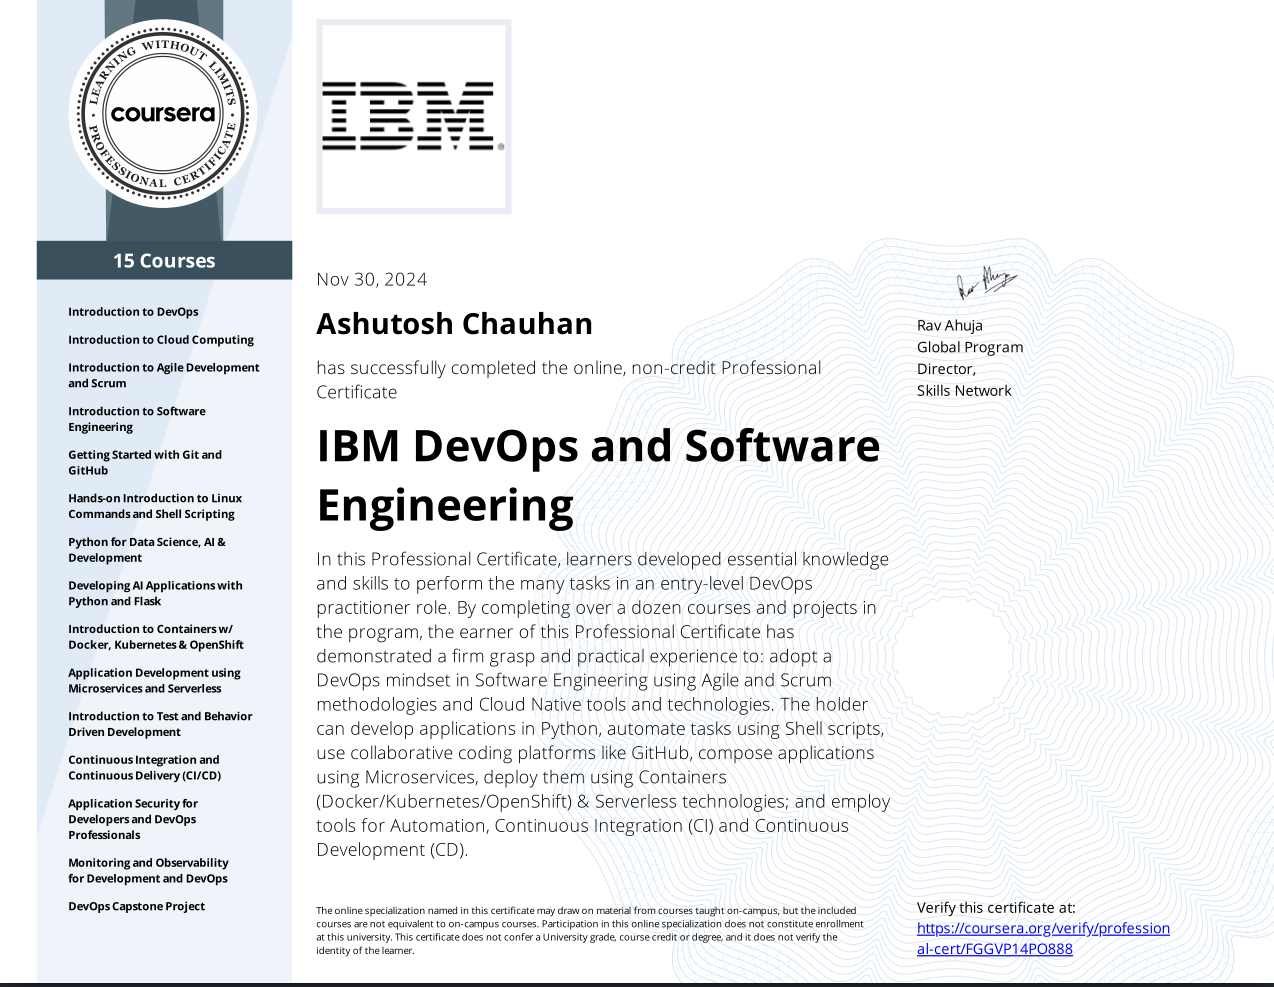 LEARNING WITHOUT LIMITS
coursera
PROFESSIONAL CERTIFICATE
15 Courses
Introduction to DevOps
Introduction to Cloud Computing
Introduction to Agile Development
and Scrum
Introduction to Software
Engineering
Getting Started with Git and
GitHub
Hands-on Introduction to Linux
Commands and Shell Scripting
Python for Data Science, AI &
Development
Developing AI Applications with
Python and Flask
Introduction to Containers w/
Docker, Kubernetes & OpenShift
Application Development using
Microservices and Serverless
Introduction to Test and Behavior
Driven Development
Continuous Integration and
Continuous Delivery (CI/CD)
Application Security for
Developers and DevOps
Professionals
Monitoring and Observability
for Development and DevOps
DevOps Capstone Project
IBM®
Nov 30, 2024
Ashutosh Chauhan
has successfully completed the online, non-credit Professional
Certificate
IBM DevOps and Software
Engineering
In this Professional Certificate, learners developed essential knowledge
and skills to perform the many tasks in an entry-level DevOps
practitioner role. By completing over a dozen courses and projects in
the program, the earner of this Professional Certificate has
demonstrated a firm grasp and practical experience to: adopt a
DevOps mindset in Software Engineering using Agile and Scrum
methodologies and Cloud Native tools and technologies. The holder
can develop applications in Python, automate tasks using Shell scripts,
use collaborative coding platforms like GitHub, compose applications
using Microservices, deploy them using Containers
(Docker/Kubernetes/OpenShift) & Serverless technologies; and employ
tools for Automation, Continuous Integration (CI) and Continuous
Development (CD).
The online specialization named in this certificate may draw on material from courses taught on-campus, but the included
courses are not equivalent to on-campus courses. Participation in this online specialization does not constitute enrollment
at this university. This certificate does not confer a University grade, course credit or degree, and it does not verify the
identity of the learner.
Rav Ahuja
Rav Ahuja
Global Program
Director,
Skills Network
Verify this certificate at:
https://coursera.org/verify/profession
al-cert/FGGVP14PO888